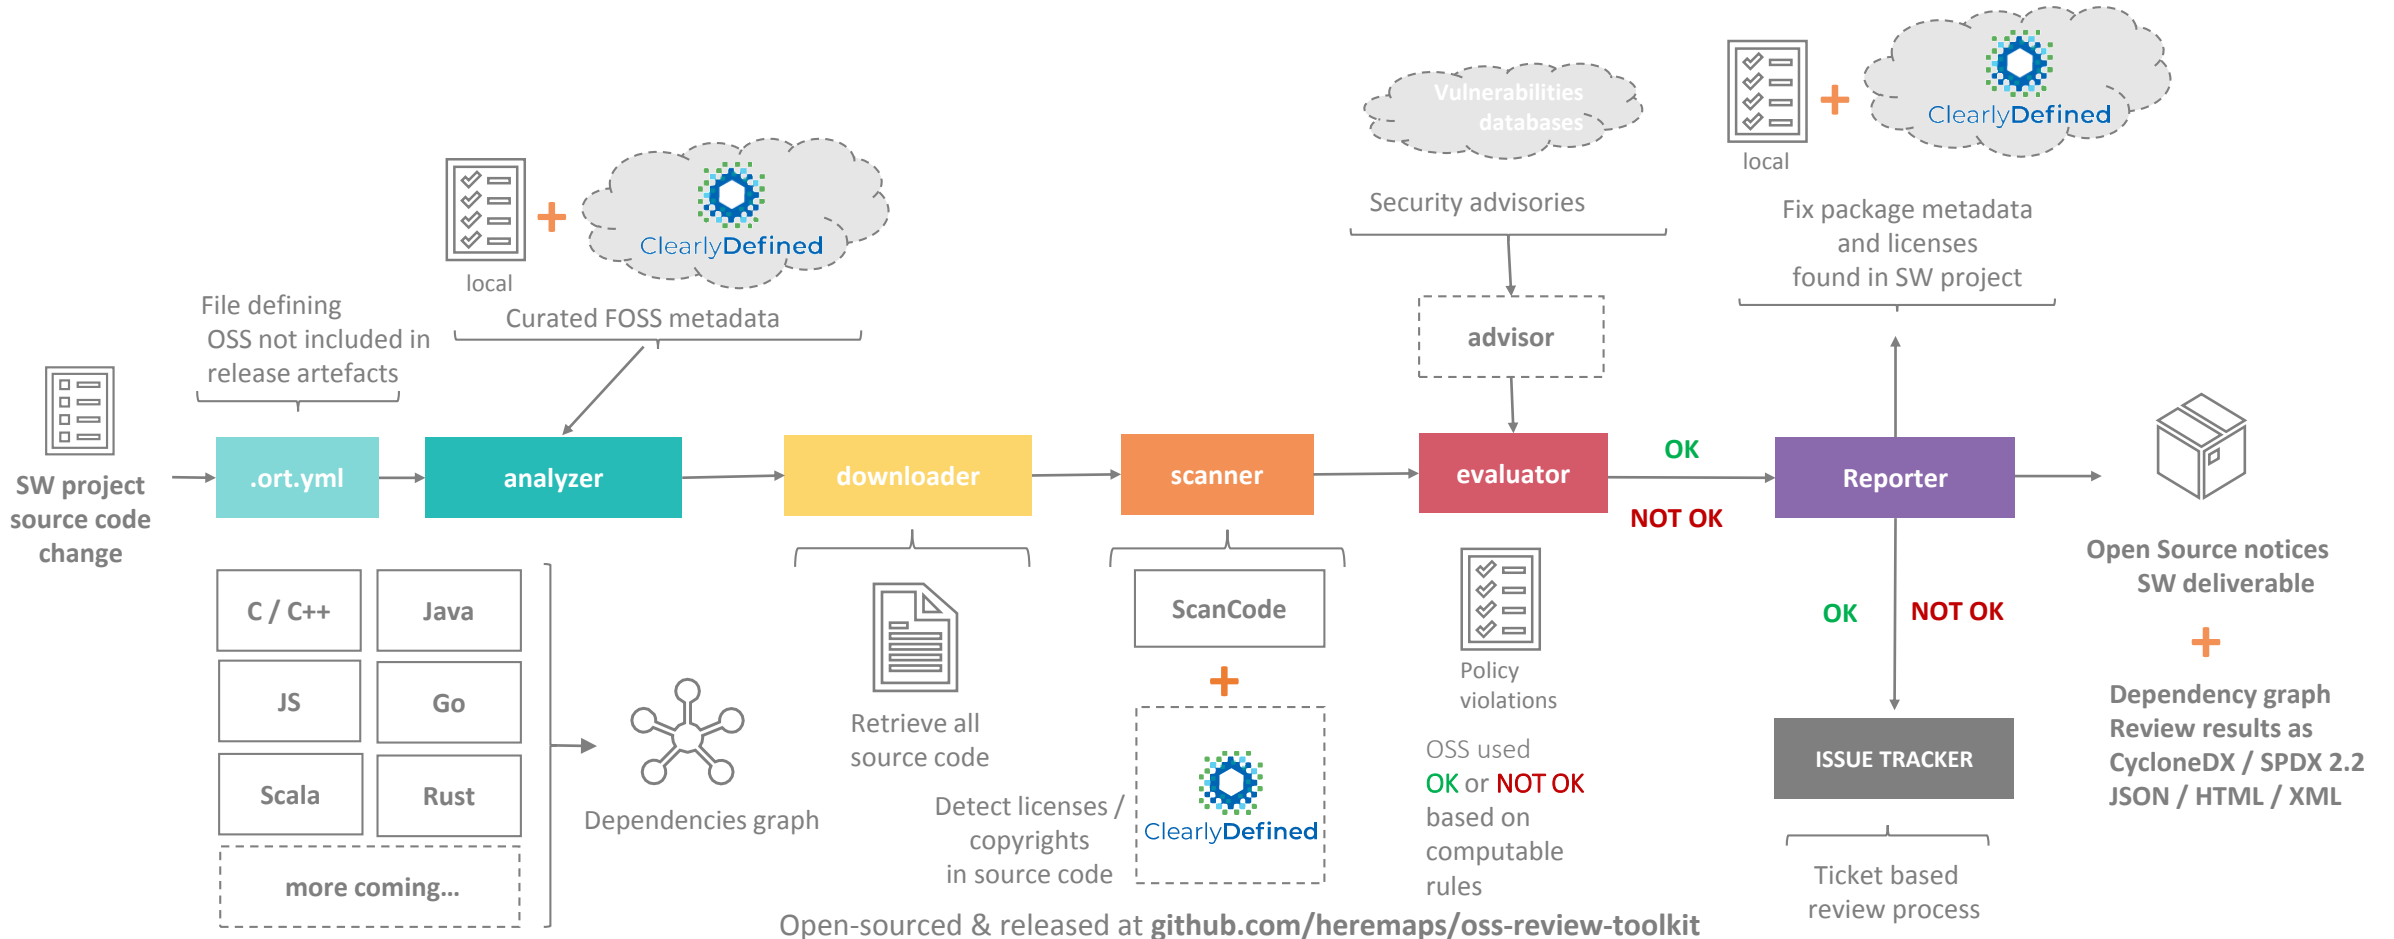 Vulnerabilities
databases
ClearlyDefined
local
Security advisories
Fix package metadata
and licenses
found in SW project
ClearlyDefined
local
Curated FOSS metadata
File defining
OSS not included in
release artefacts
advisor
SW project
source code
change
.ort.yml
analyzer
downloader
scanner
evaluator
OK
NOT OK
Reporter
Open Source notices
SW deliverable
Dependency graph
Review results as
CycloneDX / SPDX 2.2
JSON / HTML / XML
C / C++
Java
JS
Go
Scala
Rust
more coming...
Dependencies graph
Retrieve all
source code
ScanCode
ClearlyDefined
Detect licenses /
copyrights
in source code
Policy
violations
OSS used
OK or NOT OK
based on
computable
rules
OK
NOT OK
ISSUE TRACKER
Ticket based
review process
Open-sourced & released at github.com/heremaps/oss-review-toolkit